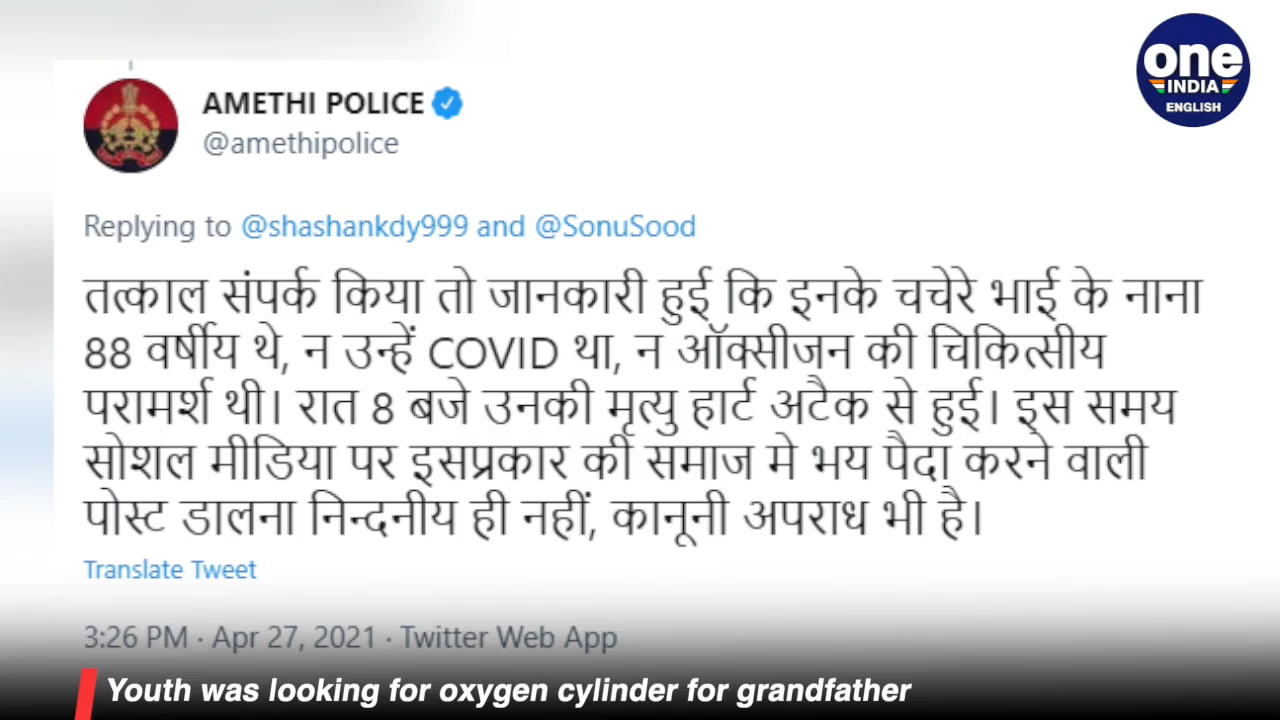 one
INDIA
ENGLISH
AMETHI POLICE
@amethipolice
Replying to @shashankdy999 and @SonuSood
तत्काल संपर्क किया तो जानकारी हुई कि इनके चचेरे भाई के नाना
88 वर्षीय थे, न उन्हें COVID था, न ऑक्सीजन की चिकित्सीय
परामर्श थी। रात 8 बजे उनकी मृत्यु हार्ट अटैक से हुई। इस समय
सोशल मीडिया पर इसप्रकार की समाज मे भय पैदा करने वाली
पोस्ट डालना निन्दनीय ही नहीं, कानूनी अपराध भी है।
Translate Tweet
3:26 PM · Apr 27, 2021 · Twitter Web App
Youth was looking for oxygen cylinder for grandfather